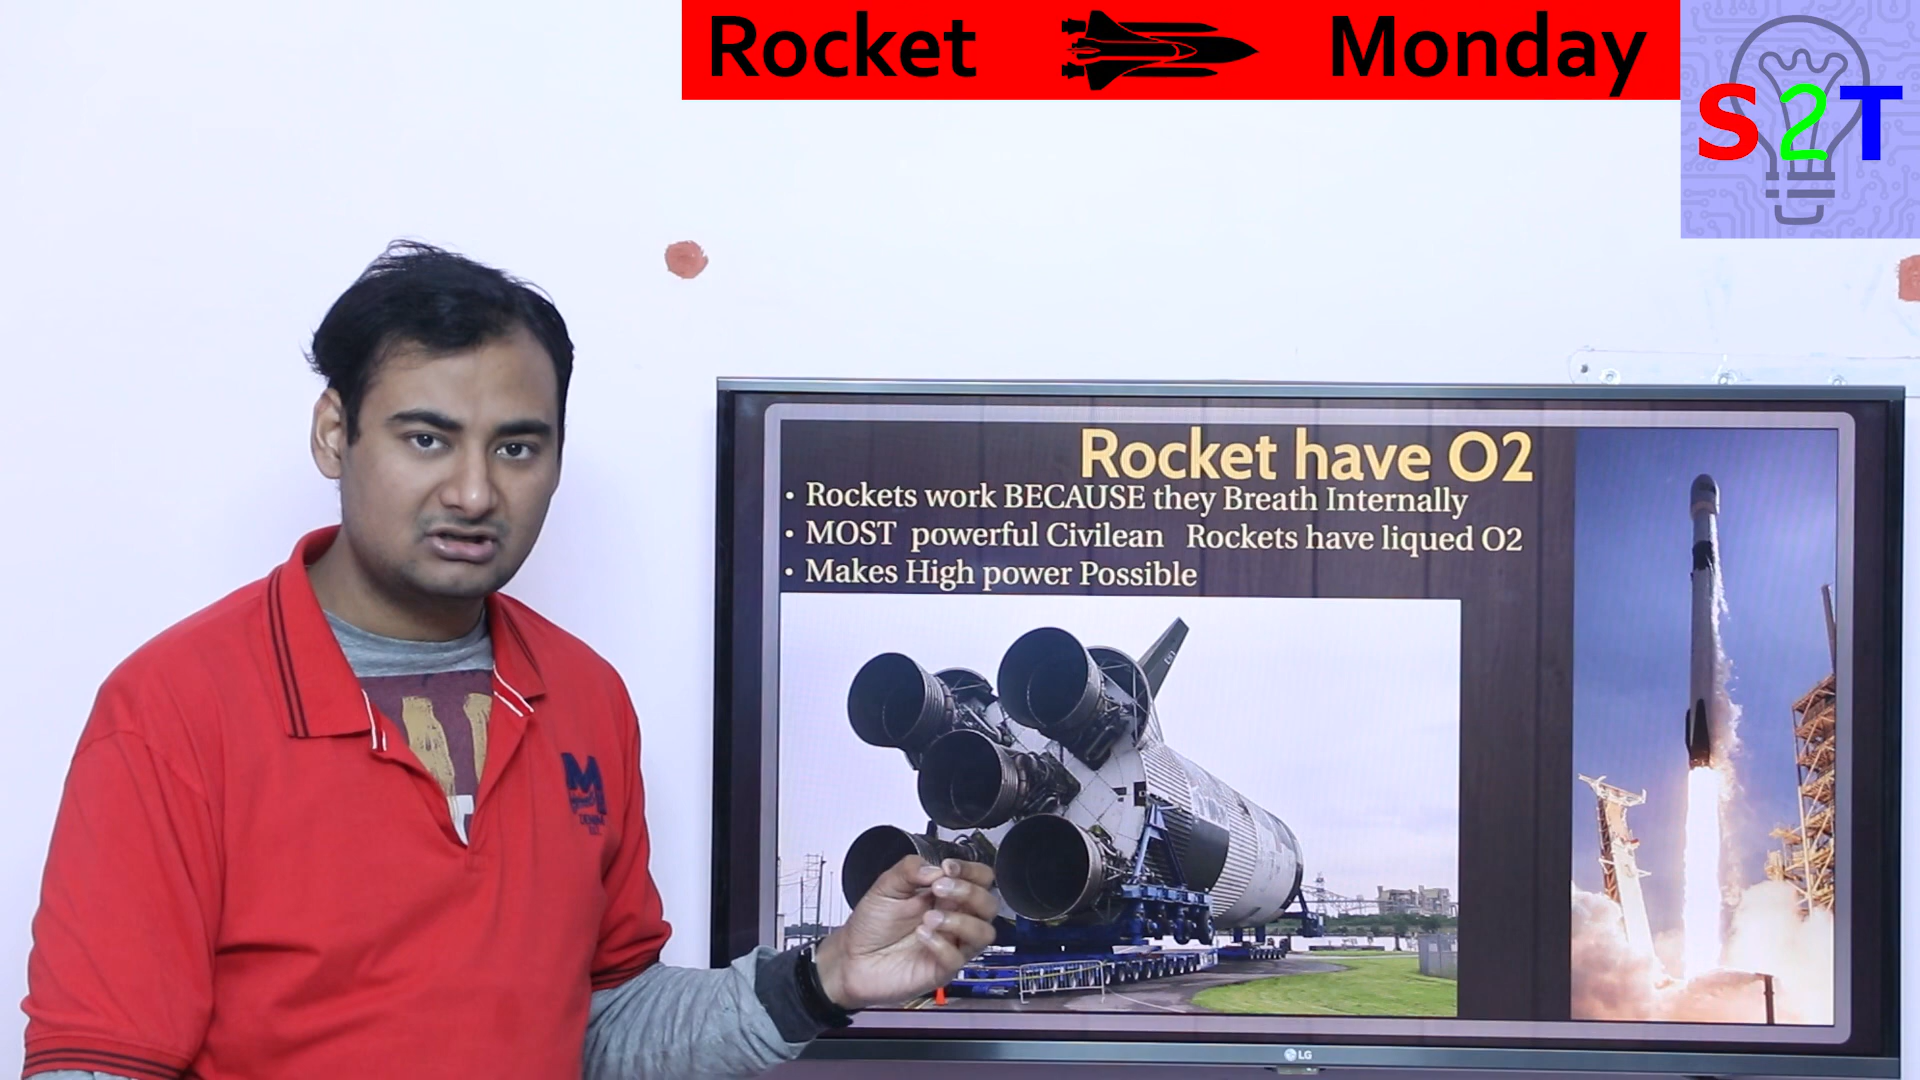 Rocket Monday
S2T
Rocket have O2
• Rockets work BECAUSE they Breath Internally
• MOST powerful Civilean Rockets have liqued O2
• Makes High power Possible
M
LG